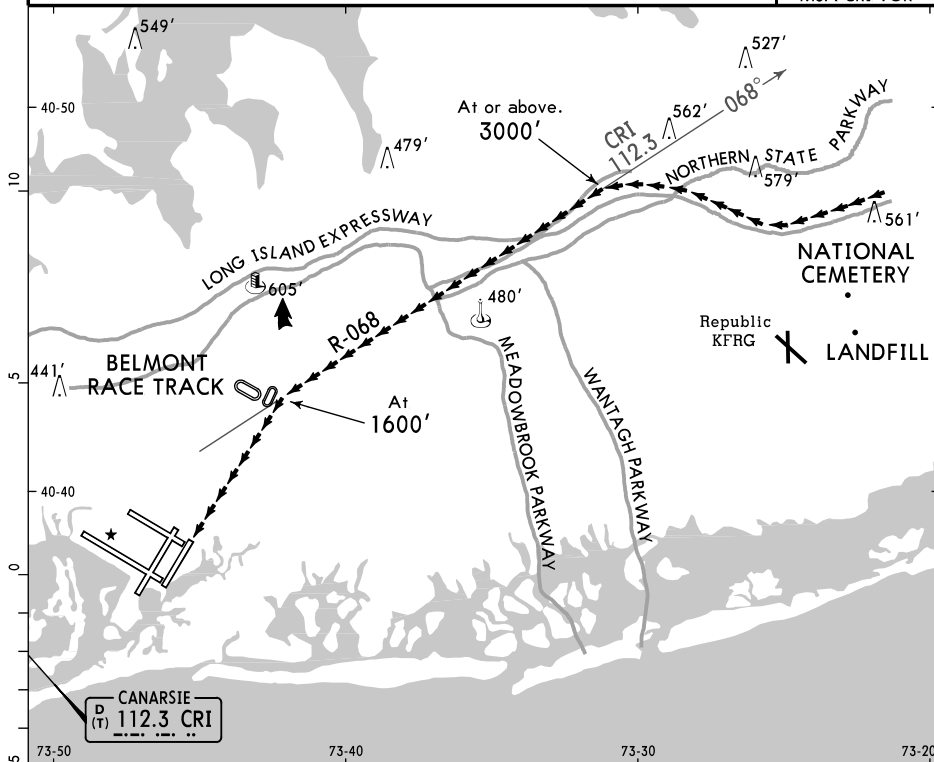 549'
527'
40-50
At or above.
3000'
562'
068°
CRI
112.3
PARKWAY
NORTHERN STATE
579'
479'
10
561'
LONG ISLAND EXPRESSWAY
NATIONAL
CEMETERY
605'
480'
R-068
Republic
KFRG
LANDFILL
MEADOWBROOK PARKWAY
WANTAGH PARKWAY
BELMONT
RACE TRACK
441'
5
At
1600'
40-40
0
CANARSIE
D
(T) 112.3 CRI
5
73-50
73-40
73-30
73-20